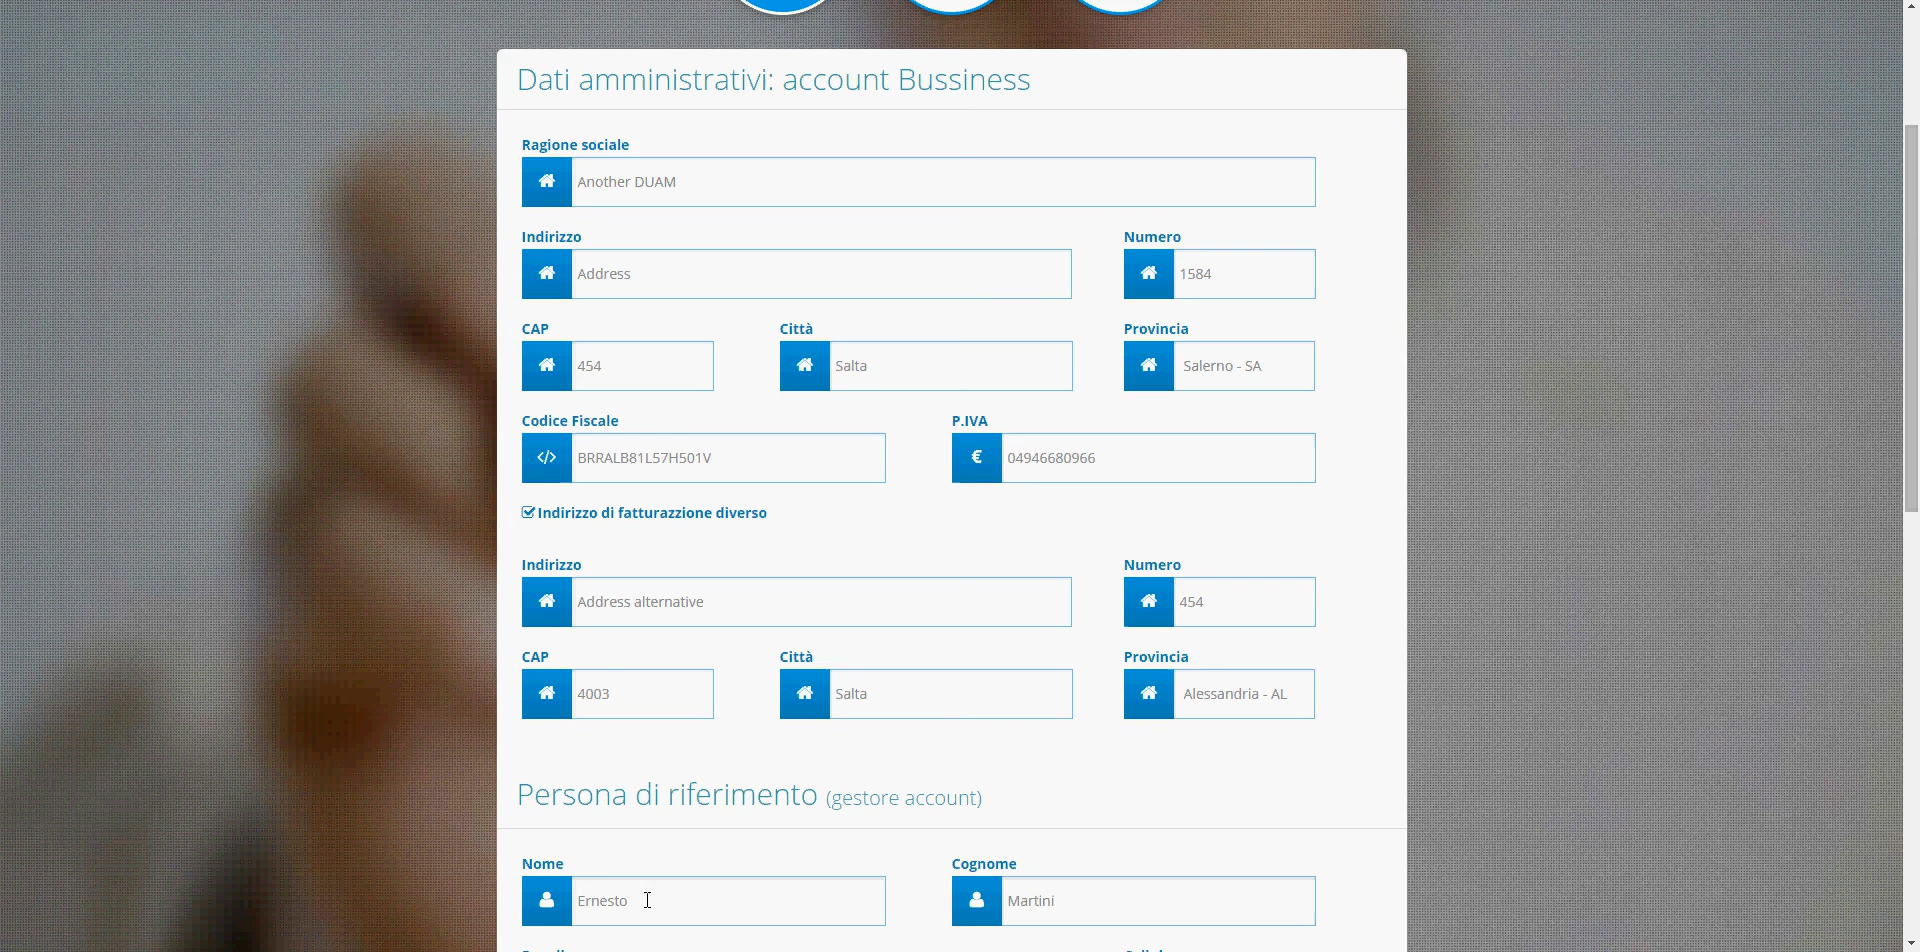 Dati amministrativi: account Bussiness
Ragione sociale
Another DUAM
Indirizzo Numero
Address 1584
CAP Città Provincia
454 Salta Salerno - SA
Codice Fiscale P.IVA
</> BRRALB81L57H501V € 04946680966
Indirizzo di fatturazzione diverso
Indirizzo Numero
Address alternative 454
CAP Città Provincia
4003 Salta Alessandria - AL
Persona di riferimento (gestore account)
Nome Cognome
Ernesto Martini